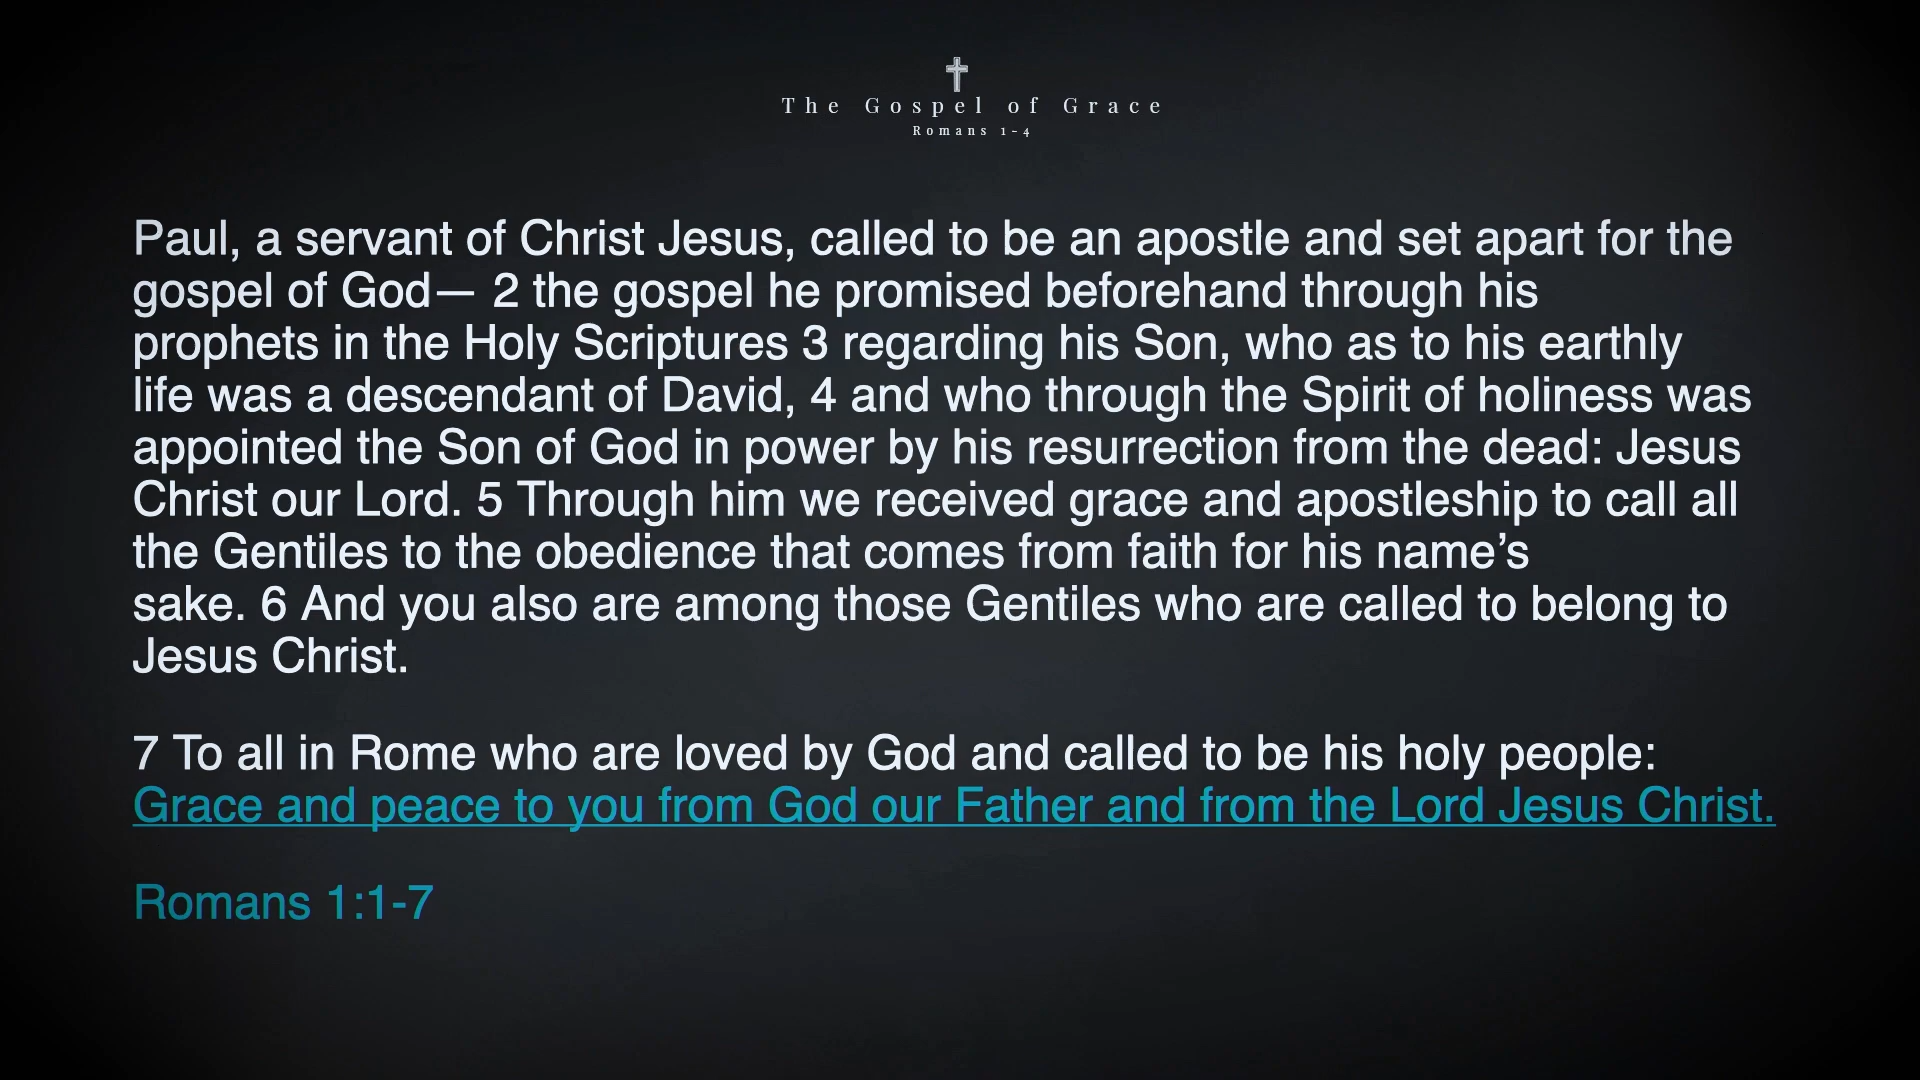 The Gospel of Grace
Romans 1-4
Paul, a servant of Christ Jesus, called to be an apostle and set apart for the
gospel of God— 2 the gospel he promised beforehand through his
prophets in the Holy Scriptures 3 regarding his Son, who as to his earthly
life was a descendant of David, 4 and who through the Spirit of holiness was
appointed the Son of God in power by his resurrection from the dead: Jesus
Christ our Lord. 5 Through him we received grace and apostleship to call all
the Gentiles to the obedience that comes from faith for his name’s
sake. 6 And you also are among those Gentiles who are called to belong to
Jesus Christ.
7 To all in Rome who are loved by God and called to be his holy people:
Grace and peace to you from God our Father and from the Lord Jesus Christ.
Romans 1:1-7